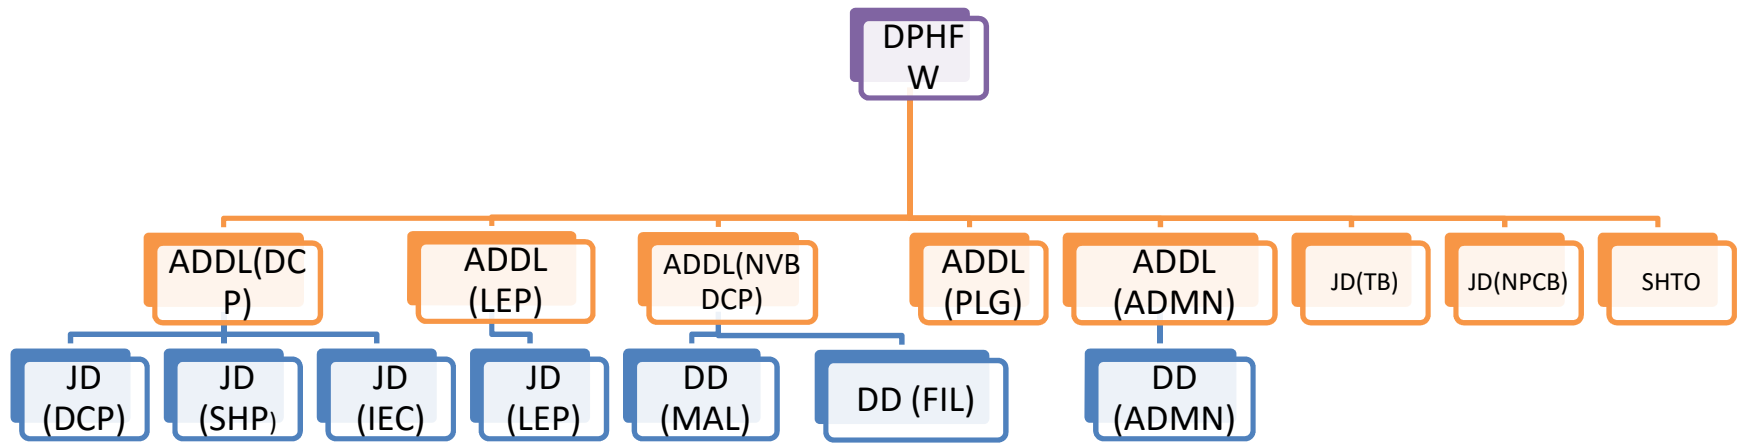 DPHF
W
ADDL(DC
P)
ADDL
(LEP)
ADDL(NVB
DCP)
ADDL
(PLG)
ADDL
(ADMN)
JD(TB)
JD(NPCB)
SHTO
JD
(DCP)
JD
(SHP)
JD
(IEC)
JD
(LEP)
DD
(MAL)
DD (FIL)
DD
(ADMN)